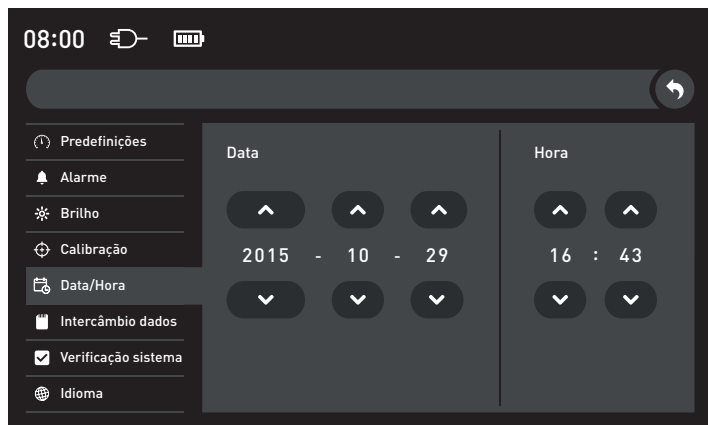 08:00
Predefinições
Alarme
Brilho
Calibração
Data/Hora
Intercâmbio dados
Verificação sistema
Idioma
Data
2015 - 10 - 29
Hora
16 : 43